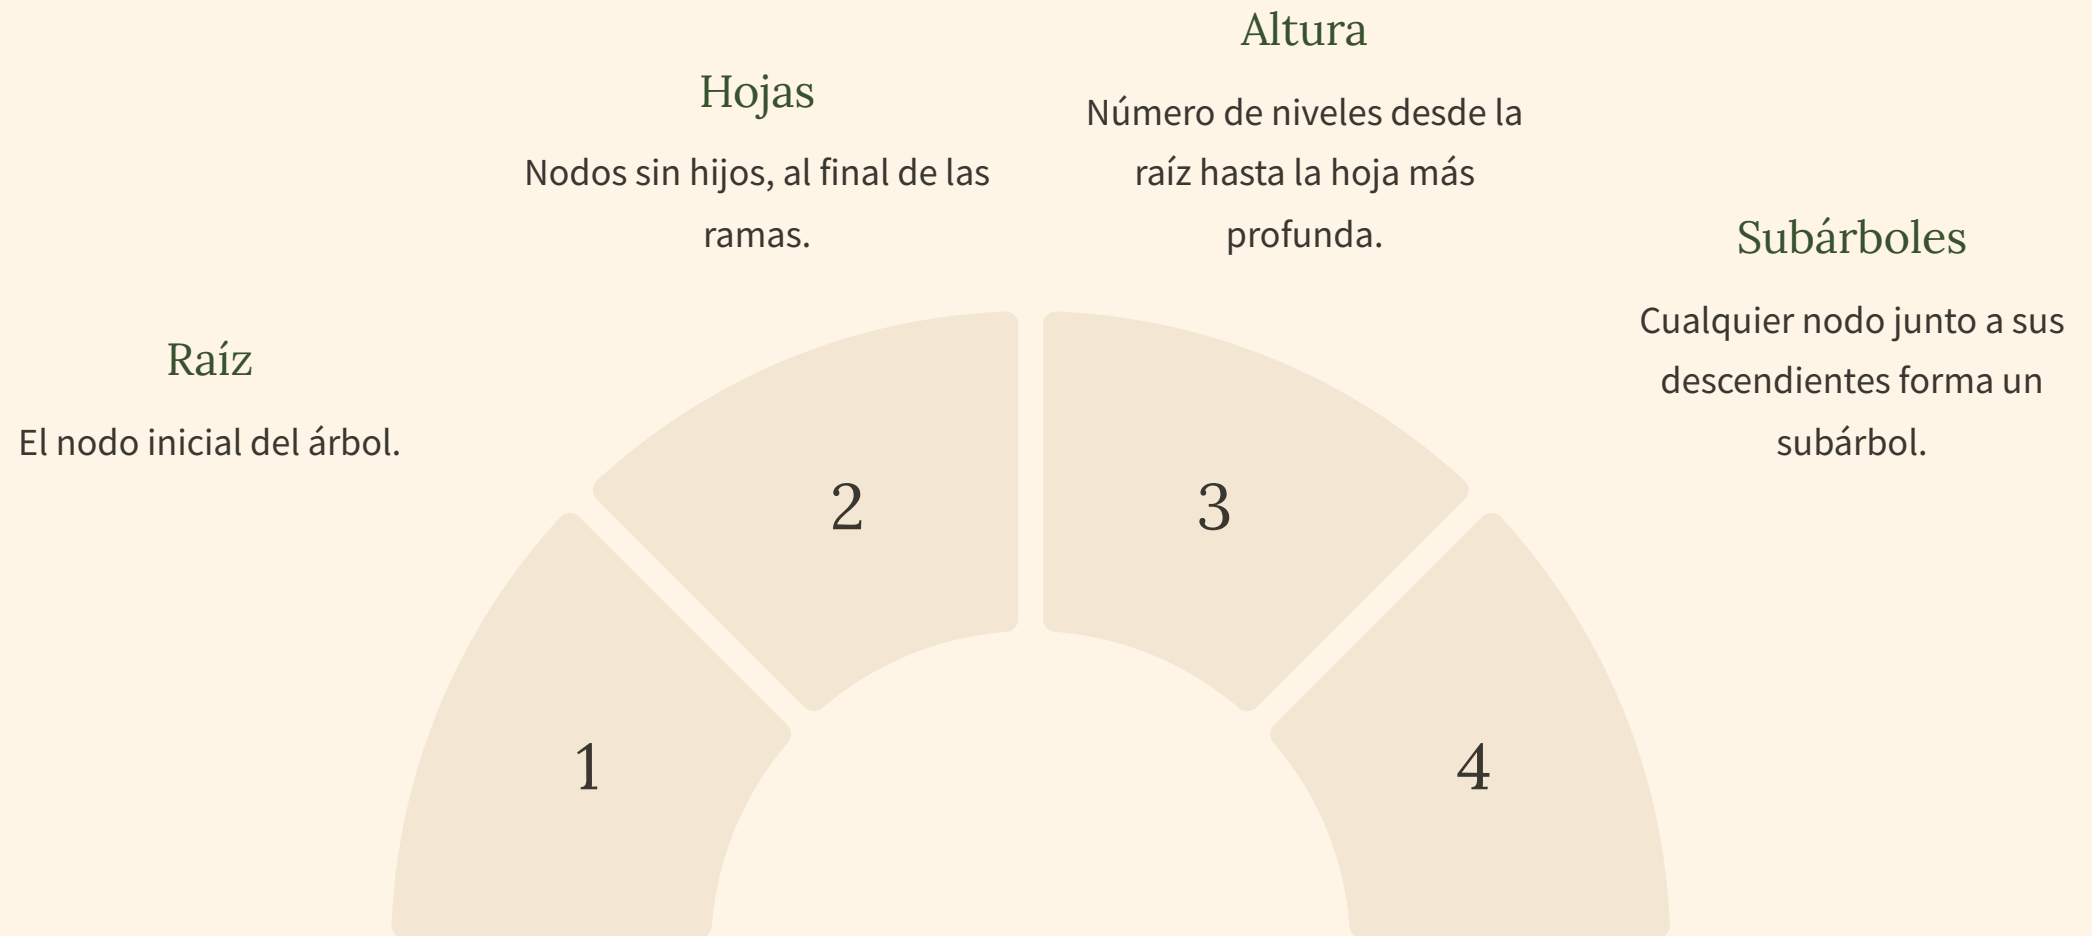 Raíz
El nodo inicial del árbol.
1
Hojas
Nodos sin hijos, al final de las
ramas.
2
Altura
Número de niveles desde la
raíz hasta la hoja más
profunda.
3
Subárboles
Cualquier nodo junto a sus
descendientes forma un
subárbol.
4